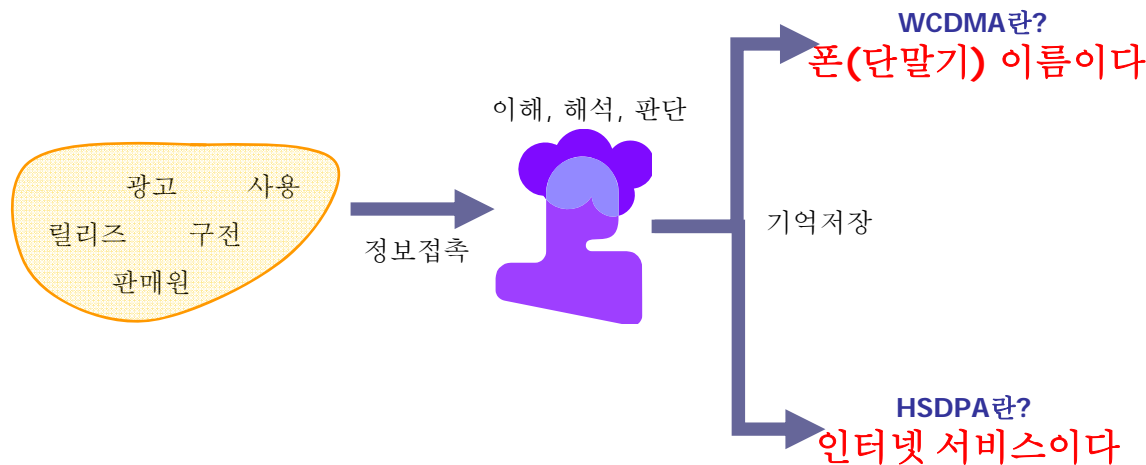 WCDMA란?
폰(단말기) 이름이다
이해, 해석, 판단
광고 사용
릴리즈 구전
판매원
정보접촉
기억저장
HSDPA란?
인터넷 서비스이다